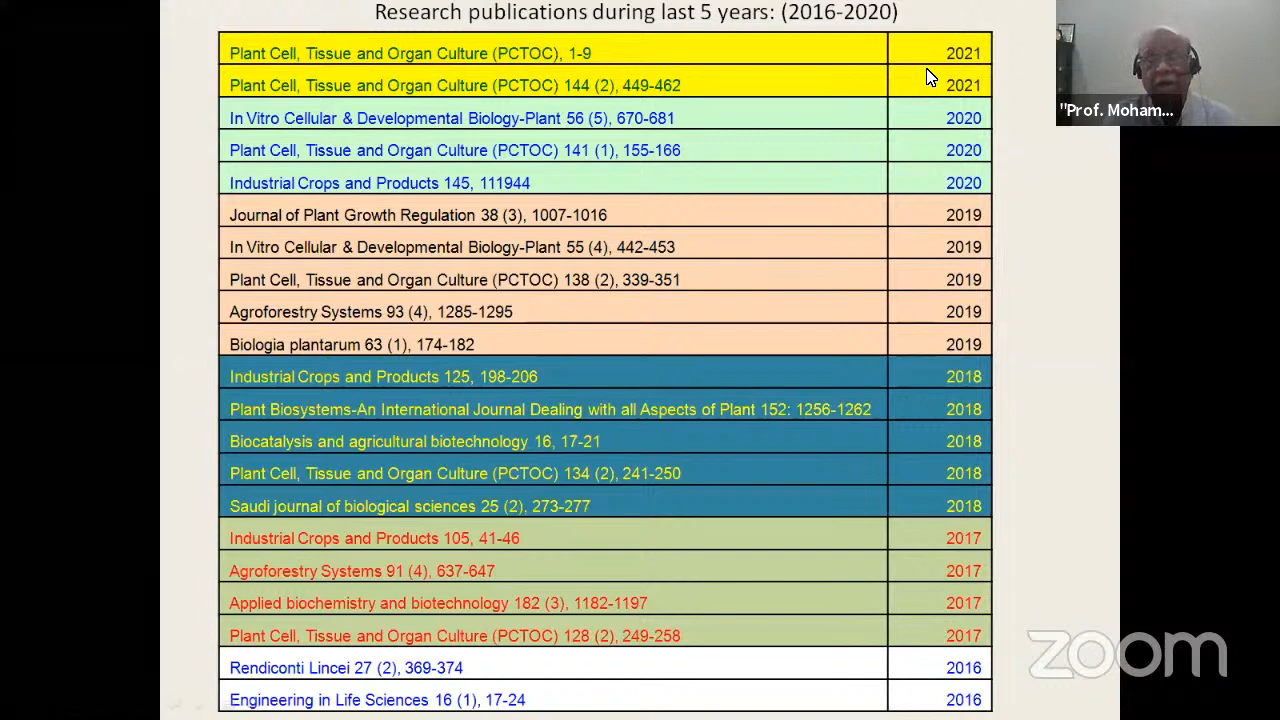 Research publications during last 5 years: (2016-2020)
Plant Cell, Tissue and Organ Culture (PCTOC), 1-9 2021
Plant Cell, Tissue and Organ Culture (PCTOC) 144 (2), 449-462 2021
"Prof. Moham...
In Vitro Cellular & Developmental Biology-Plant 56 (5), 670-681 2020
Plant Cell, Tissue and Organ Culture (PCTOC) 141 (1), 155-166 2020
Industrial Crops and Products 145, 111944 2020
Journal of Plant Growth Regulation 38 (3), 1007-1016 2019
In Vitro Cellular & Developmental Biology-Plant 55 (4), 442-453 2019
Plant Cell, Tissue and Organ Culture (PCTOC) 138 (2), 339-351 2019
Agroforestry Systems 93 (4), 1285-1295 2019
Biologia plantarum 63 (1), 174-182 2019
Industrial Crops and Products 125, 198-206 2018
Plant Biosystems-An International Journal Dealing with all Aspects of Plant 152: 1256-1262 2018
Biocatalysis and agricultural biotechnology 16, 17-21 2018
Plant Cell, Tissue and Organ Culture (PCTOC) 134 (2), 241-250 2018
Saudi journal of biological sciences 25 (2), 273-277 2018
Industrial Crops and Products 105, 41-46 2017
Agroforestry Systems 91 (4), 637-647 2017
Applied biochemistry and biotechnology 182 (3), 1182-1197 2017
Plant Cell, Tissue and Organ Culture (PCTOC) 128 (2), 249-258 2017
Rendiconti Lincei 27 (2), 369-374 2016
Engineering in Life Sciences 16 (1), 17-24 2016
zoom